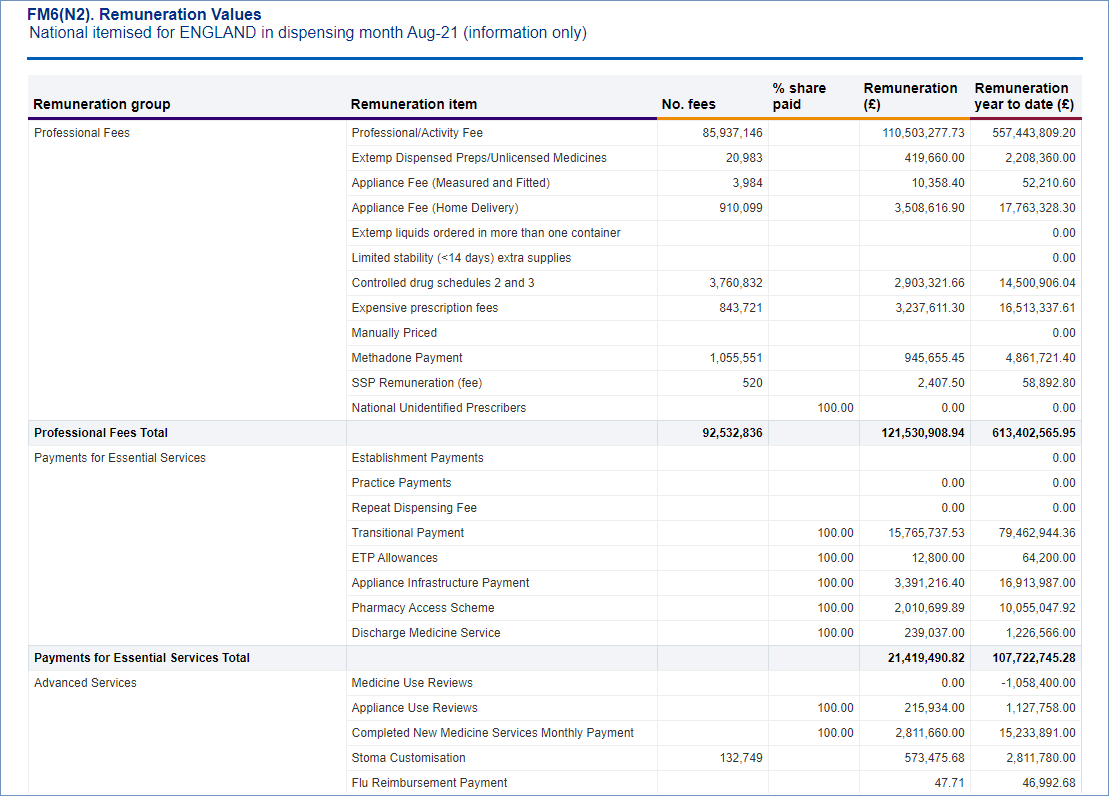 FM6(N2). Remuneration Values
National itemised for ENGLAND in dispensing month Aug-21 (information only)
Remuneration group Remuneration item No. fees % share paid Remuneration (£) Remuneration year to date (£)
Professional Fees Professional/Activity Fee 85,937,146 110,503,277.73 557,443,809.20
Extemp Dispensed Preps/Unlicensed Medicines 20,983 419,660.00 2,208,360.00
Appliance Fee (Measured and Fitted) 3,984 10,358.40 52,210.60
Appliance Fee (Home Delivery) 910,099 3,508,616.90 17,763,328.30
Extemp liquids ordered in more than one container 0.00
Limited stability (<14 days) extra supplies 0.00
Controlled drug schedules 2 and 3 3,760,832 2,903,321.66 14,500,906.04
Expensive prescription fees 843,721 3,237,611.30 16,513,337.61
Manually Priced 0.00
Methadone Payment 1,055,551 945,655.45 4,861,721.40
SSP Remuneration (fee) 520 2,407.50 58,892.80
National Unidentified Prescribers 100.00 0.00 0.00
Professional Fees Total 92,532,836 121,530,908.94 613,402,565.95
Payments for Essential Services Establishment Payments 0.00
Practice Payments 0.00 0.00
Repeat Dispensing Fee 0.00 0.00
Transitional Payment 100.00 15,765,737.53 79,462,944.36
ETP Allowances 100.00 12,800.00 64,200.00
Appliance Infrastructure Payment 100.00 3,391,216.40 16,913,987.00
Pharmacy Access Scheme 100.00 2,010,699.89 10,055,047.92
Discharge Medicine Service 100.00 239,037.00 1,226,566.00
Payments for Essential Services Total 21,419,490.82 107,722,745.28
Advanced Services Medicine Use Reviews 0.00 -1,058,400.00
Appliance Use Reviews 100.00 215,934.00 1,127,758.00
Completed New Medicine Services Monthly Payment 100.00 2,811,660.00 15,233,891.00
Stoma Customisation 132,749 573,475.68 2,811,780.00
Flu Reimbursement Payment 47.71 46,992.68